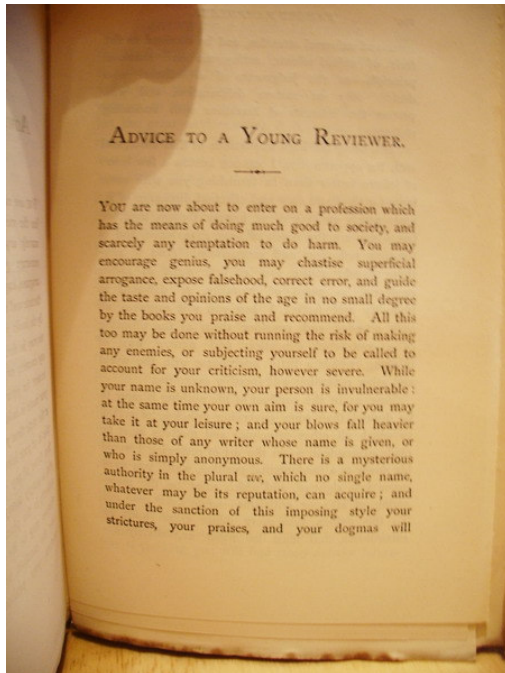 ADVICE TO A YOUNG REVIEWER.
YOU are now about to enter on a profession which
has the means of doing much good to society, and
scarcely any temptation to do harm. You may
encourage genius, you may chastise superficial
arrogance, expose falsehood, correct error, and guide
the taste and opinions of the age in no small degree
by the books you praise and recommend. All this
too may be done without running the risk of making
any enemies, or subjecting yourself to be called to
account for your criticism, however severe. While
your name is unknown, your person is invulnerable :
at the same time your own aim is sure, for you may
take it at your leisure ; and your blows fall heavier
than those of any writer whose name is given, or
who is simply anonymous. There is a mysterious
authority in the plural we, which no single name,
whatever may be its reputation, can acquire ; and
under the sanction of this imposing style your
strictures, your praises, and your dogmas will